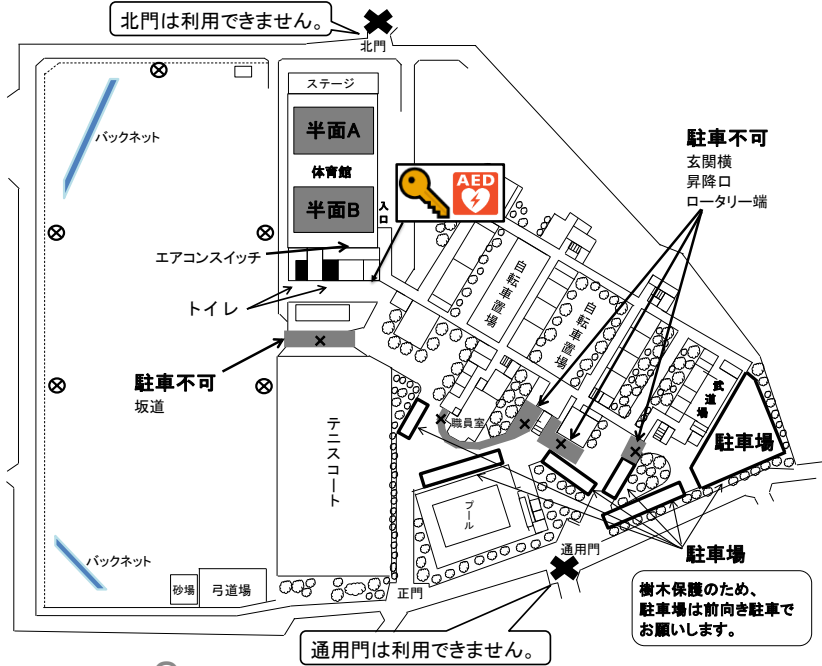 北門は利用できません。
北門
ステージ
半面A
体育館
半面B
入口
AED
バックネット
エアコンスイッチ
トイレ
駐車不可
玄関横
昇降口
ロータリー端
自転車置場
自転車置場
武道場
駐車場
駐車不可
坂道
職員室
テニスコート
プール
通用門
駐車場
樹木保護のため、
駐車場は前向き駐車で
お願いします。
バックネット
砂場
弓道場
正門
通用門は利用できません。